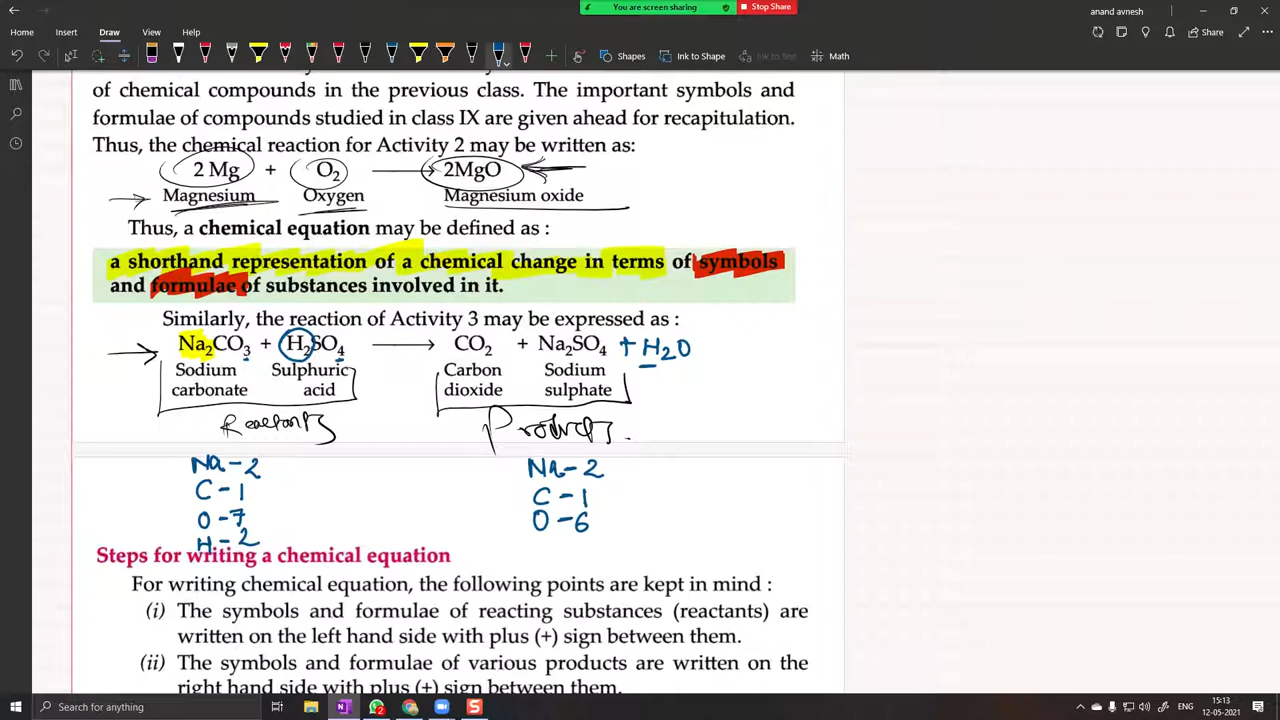 You are screen sharing Stop Share
anand avnesh
Home Insert Draw View Help Share
Shapes Ink to Shape Ink to Text Math
of chemical compounds in the previous class. The important symbols and
formulae of compounds studied in class IX are given ahead for recapitulation.
Thus, the chemical reaction for Activity 2 may be written as:
2 Mg + O₂ ⟶ 2MgO
Magnesium Oxygen Magnesium oxide
Thus, a chemical equation may be defined as :
a shorthand representation of a chemical change in terms of symbols
and formulae of substances involved in it.
Similarly, the reaction of Activity 3 may be expressed as :
Na₂CO₃ + H₂SO₄ ⟶ CO₂ + Na₂SO₄ + H₂O
Sodium Sulphuric Carbon Sodium
carbonate acid dioxide sulphate
Reactants Products.
Na - 2 Na - 2
C - 1 C - 1
O - 7 O - 6
H - 2
Steps for writing a chemical equation
For writing chemical equation, the following points are kept in mind :
(i) The symbols and formulae of reacting substances (reactants) are
written on the left hand side with plus (+) sign between them.
(ii) The symbols and formulae of various products are written on the
right hand side with plus (+) sign between them.
Search for anything
2
15:13
12-05-2021